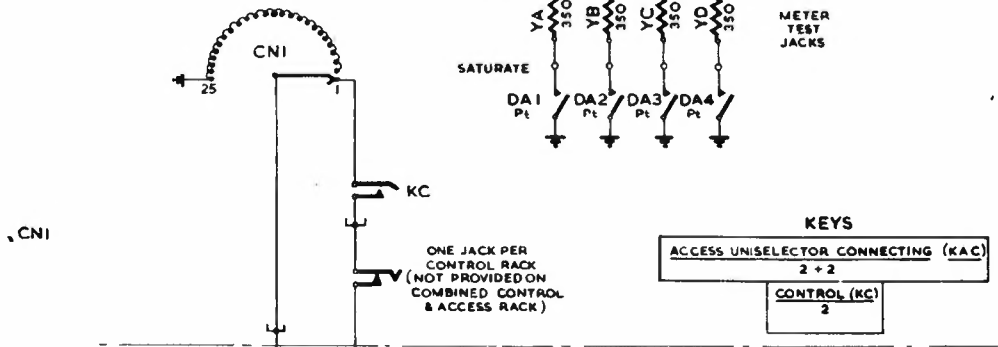 YA 350 YB 350 YC 350 YD 350
METER
TEST
JACKS
CN1
SATURATE
25
1
DA1 DA2 DA3 DA4
Pt Pt Pt Pt
KC
CN1
KEYS
ACCESS UNISELECTOR CONNECTING (KAC)
2 + 2
CONTROL (KC)
2
ONE JACK PER
CONTROL RACK
(NOT PROVIDED ON
COMBINED CONTROL
& ACCESS RACK)